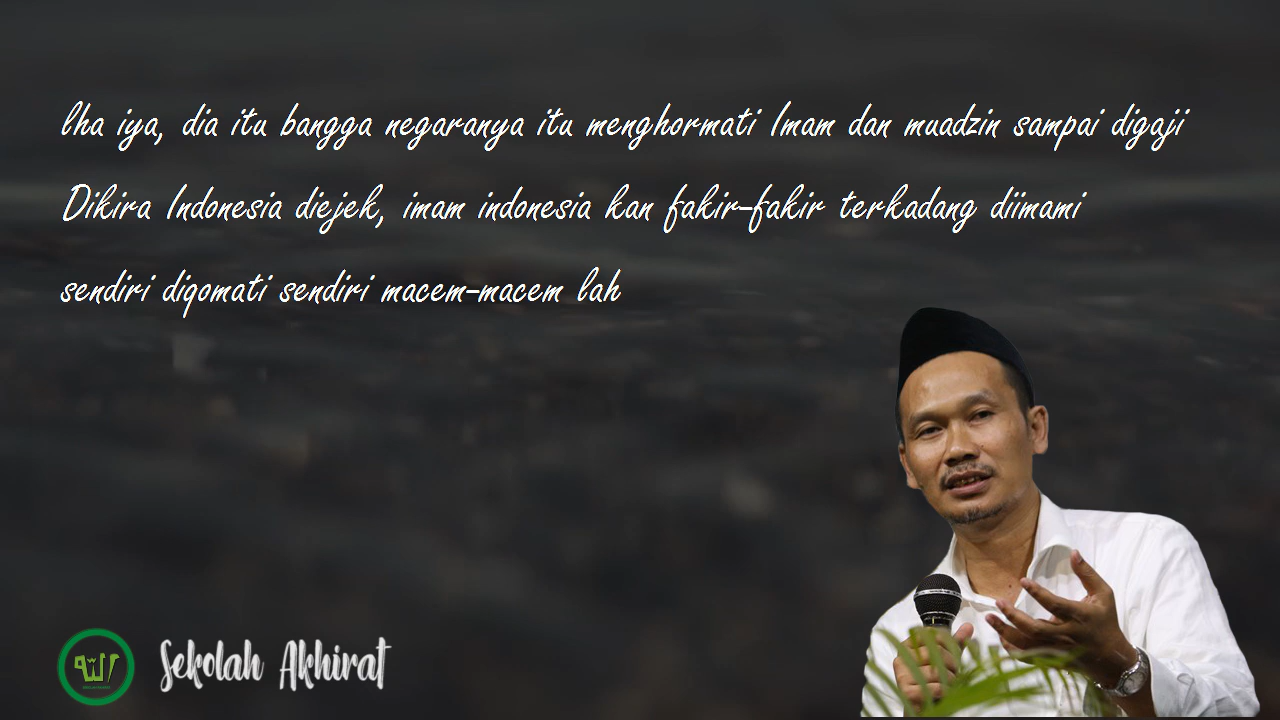 lha iya, dia itu bangga negaranya itu menghormati Imam dan muadzin sampai digaji
Dikira Indonesia diejek, imam indonesia kan fakir-fakir terkadang diimami
sendiri diqomati sendiri macem-macem lah
Sekolah Akhirat